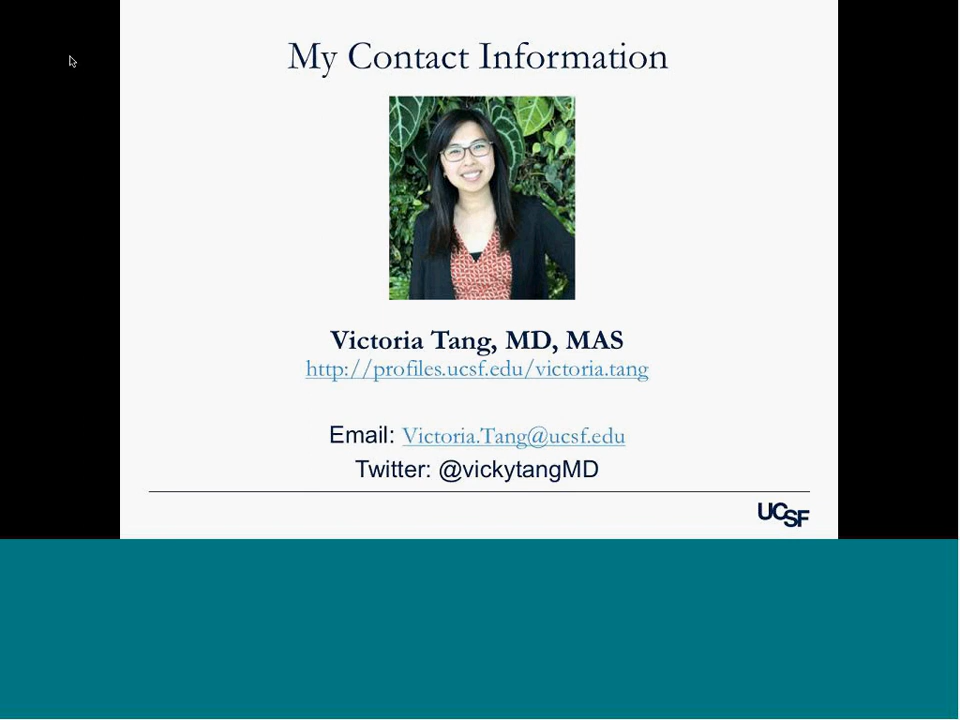 My Contact Information
Victoria Tang, MD, MAS
http://profiles.ucsf.edu/victoria.tang
Email: Victoria.Tang@ucsf.edu
Twitter: @vickytangMD
UCSF